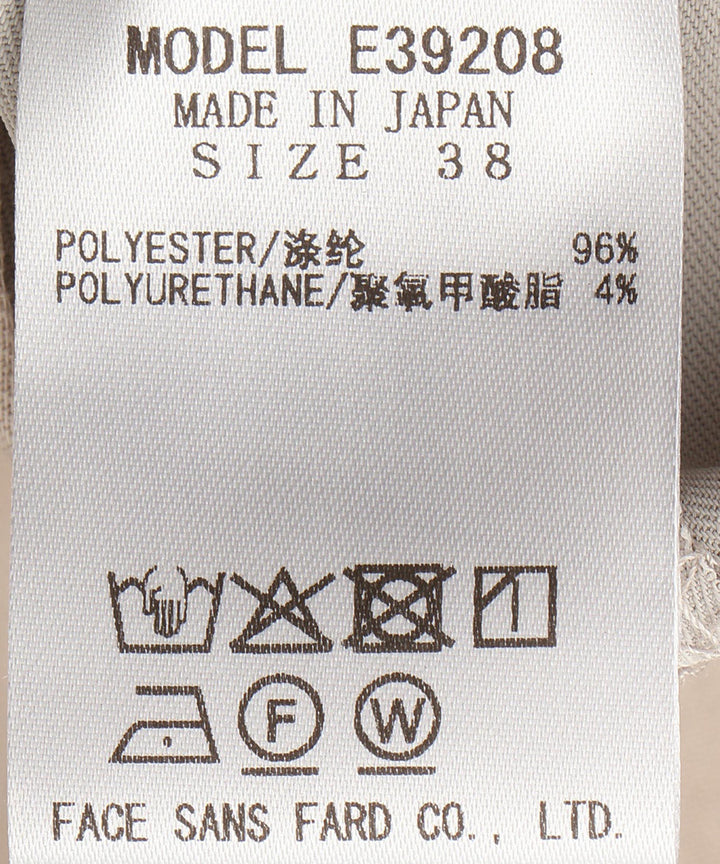 MODEL E39208
MADE IN JAPAN
SIZE 38
POLYESTER/涤纶 96%
POLYURETHANE/聚氨甲酸脂 4%
F W
FACE SANS FARD CO., LTD.